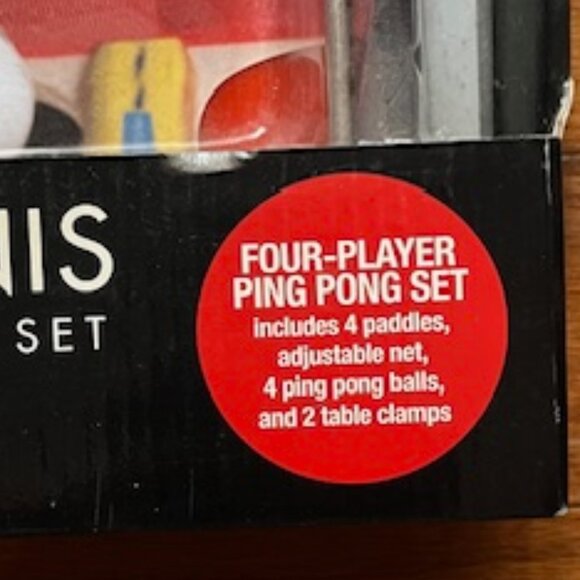 SET
FOUR-PLAYER
PING PONG SET
includes 4 paddles,
adjustable net,
4 ping pong balls,
and 2 table clamps